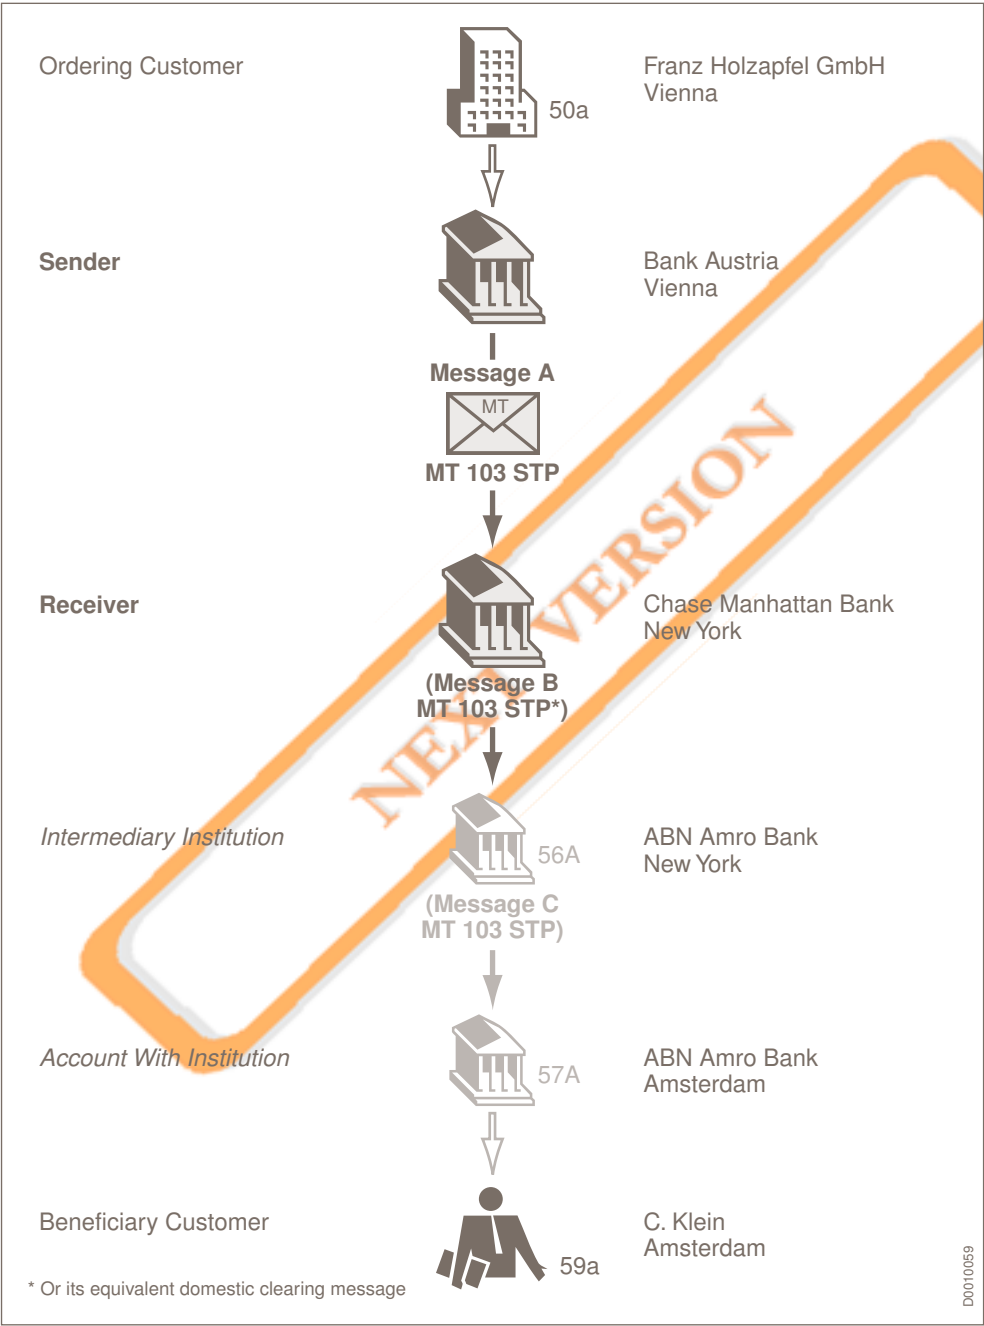 Ordering Customer
50a
Franz Holzapfel GmbH
Vienna
Sender
Bank Austria
Vienna
Message A
MT
MT 103 STP
Receiver
Chase Manhattan Bank
New York
(Message B
MT 103 STP*)
Intermediary Institution
56A
ABN Amro Bank
New York
(Message C
MT 103 STP)
Account With Institution
57A
ABN Amro Bank
Amsterdam
Beneficiary Customer
59a
C. Klein
Amsterdam
* Or its equivalent domestic clearing message
D0010059
NEXT VERSION